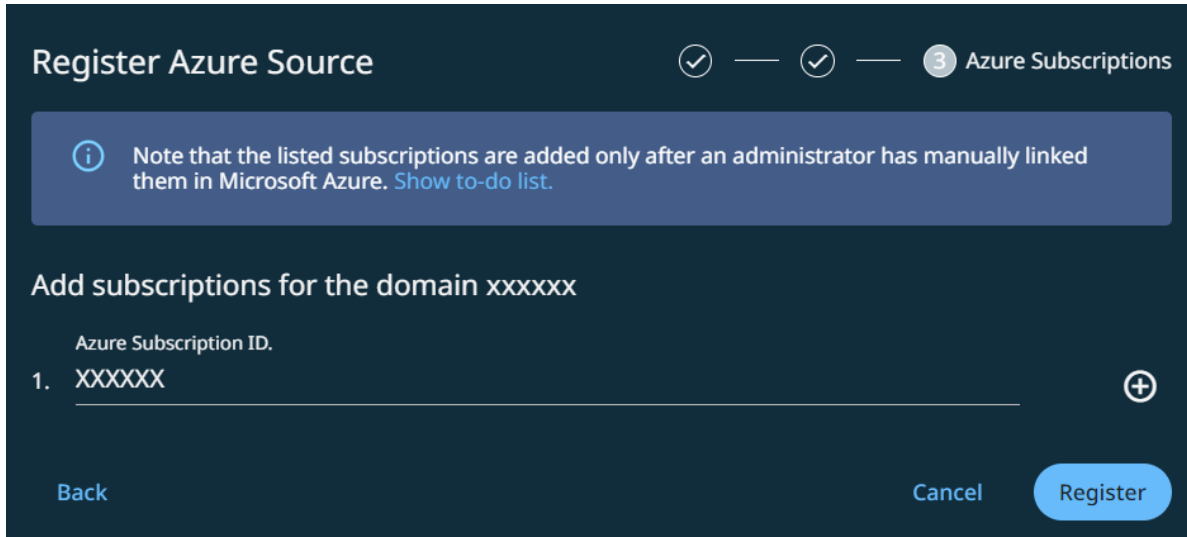 Register Azure Source
3 Azure Subscriptions
Note that the listed subscriptions are added only after an administrator has manually linked
them in Microsoft Azure. Show to-do list.
Add subscriptions for the domain xxxxxx
Azure Subscription ID.
1. XXXXXX
Back Cancel Register